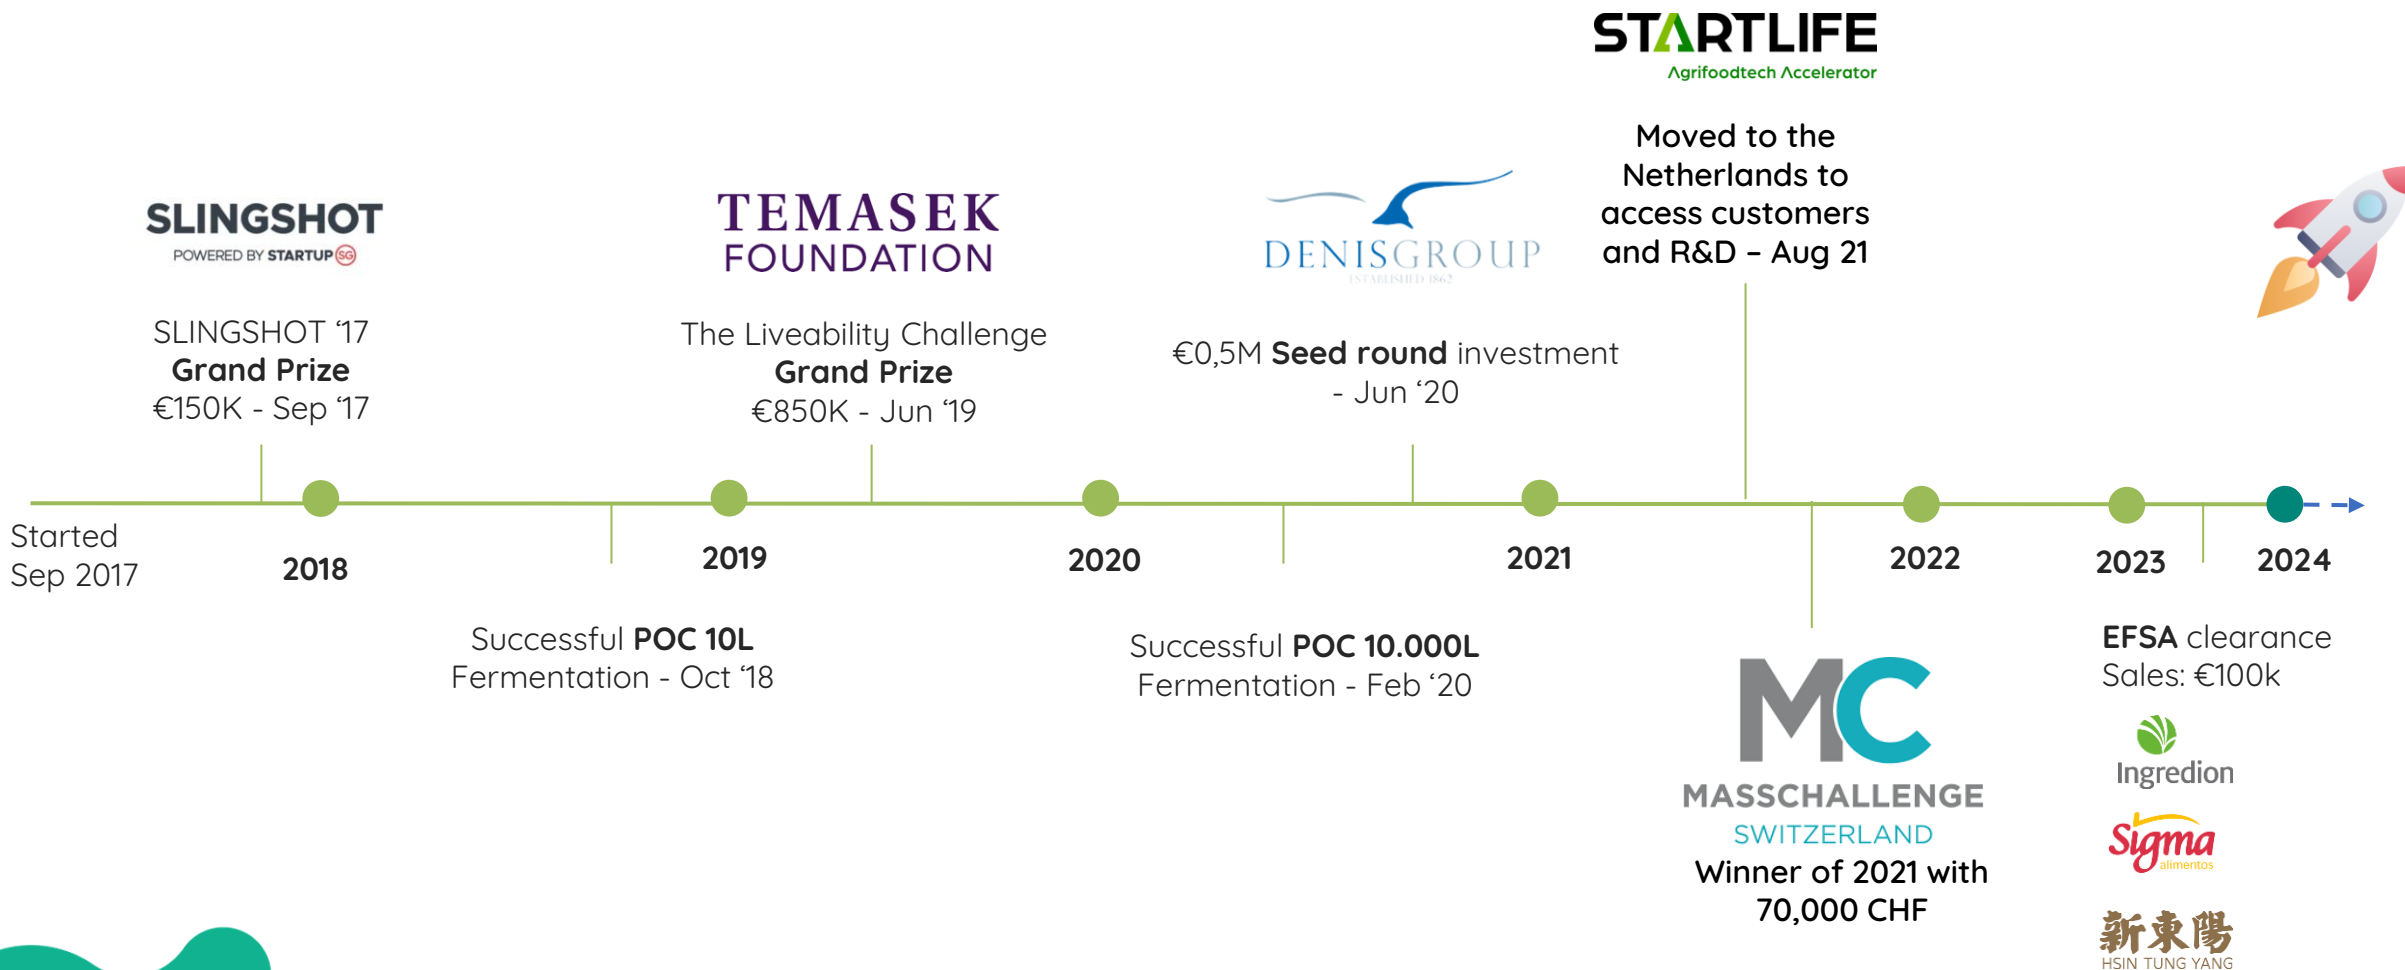 STARTLIFE
Agrifoodtech Accelerator
Moved to the
Netherlands to
access customers
and R&D – Aug 21
SLINGSHOT
POWERED BY STARTUP SG
SLINGSHOT ‘17
Grand Prize
€150K - Sep ‘17
TEMASEK
FOUNDATION
The Liveability Challenge
Grand Prize
€850K - Jun ‘19
DENISGROUP
ESTABLISHED 1862
€0,5M Seed round investment
- Jun ‘20
Started
Sep 2017
2018
2019
2020
2021
2022
2023
2024
Successful POC 10L
Fermentation - Oct ‘18
Successful POC 10.000L
Fermentation - Feb ‘20
MC
MASSCHALLENGE
SWITZERLAND
Winner of 2021 with
70,000 CHF
EFSA clearance
Sales: €100k
Ingredion
Sigma
alimentos
新東陽
HSIN TUNG YANG